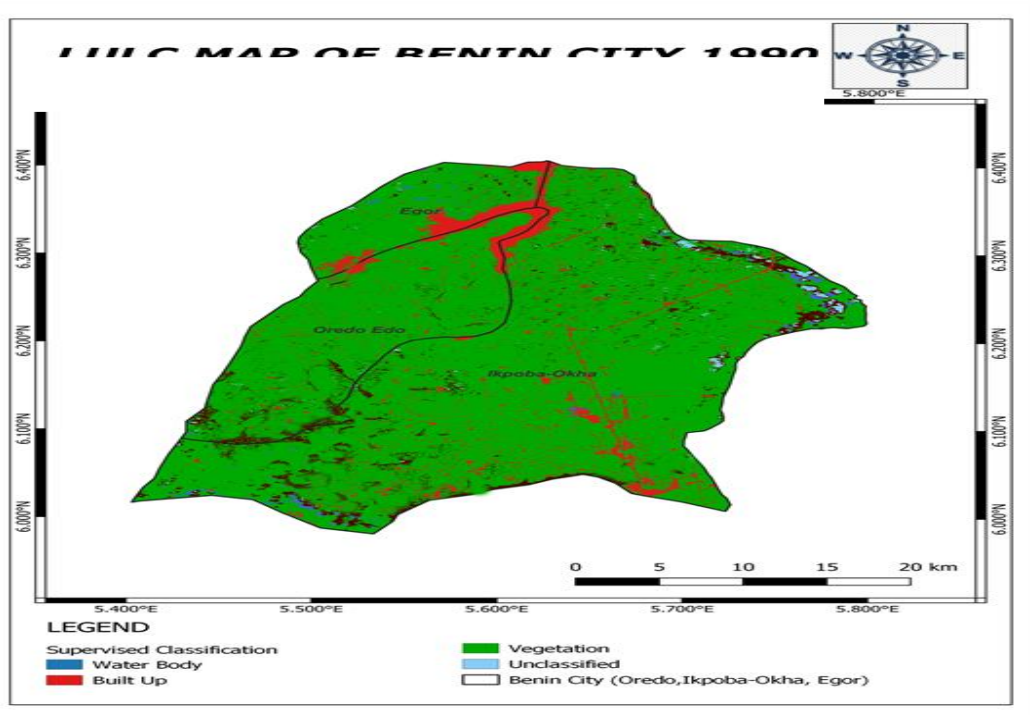 LULC MAP OF BENIN CITY 1990
N
W E
S
5.800°E
6.400°N 6.400°N
Egor
6.300°N 6.300°N
Oredo Edo
6.200°N 6.200°N
Ikpoba-Okha
6.100°N 6.100°N
6.000°N 6.000°N
0 5 10 15 20 km
5.400°E 5.500°E 5.600°E 5.700°E 5.800°E
LEGEND
Supervised Classification
Water Body
Built Up
Vegetation
Unclassified
Benin City (Oredo,Ikpoba-Okha, Egor)